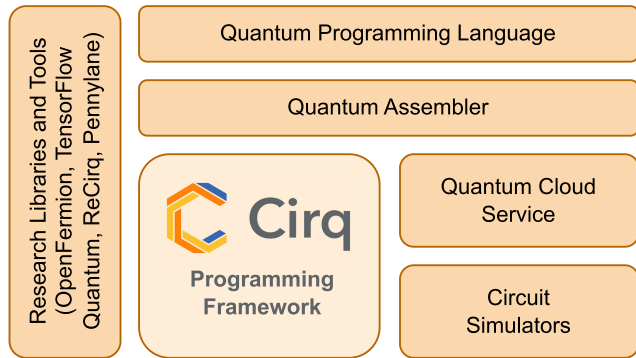 Research Libraries and Tools
(OpenFermion, TensorFlow
Quantum, ReCirq, Pennylane)
Quantum Programming Language
Quantum Assembler
Cirq
Programming
Framework
Quantum Cloud
Service
Circuit
Simulators